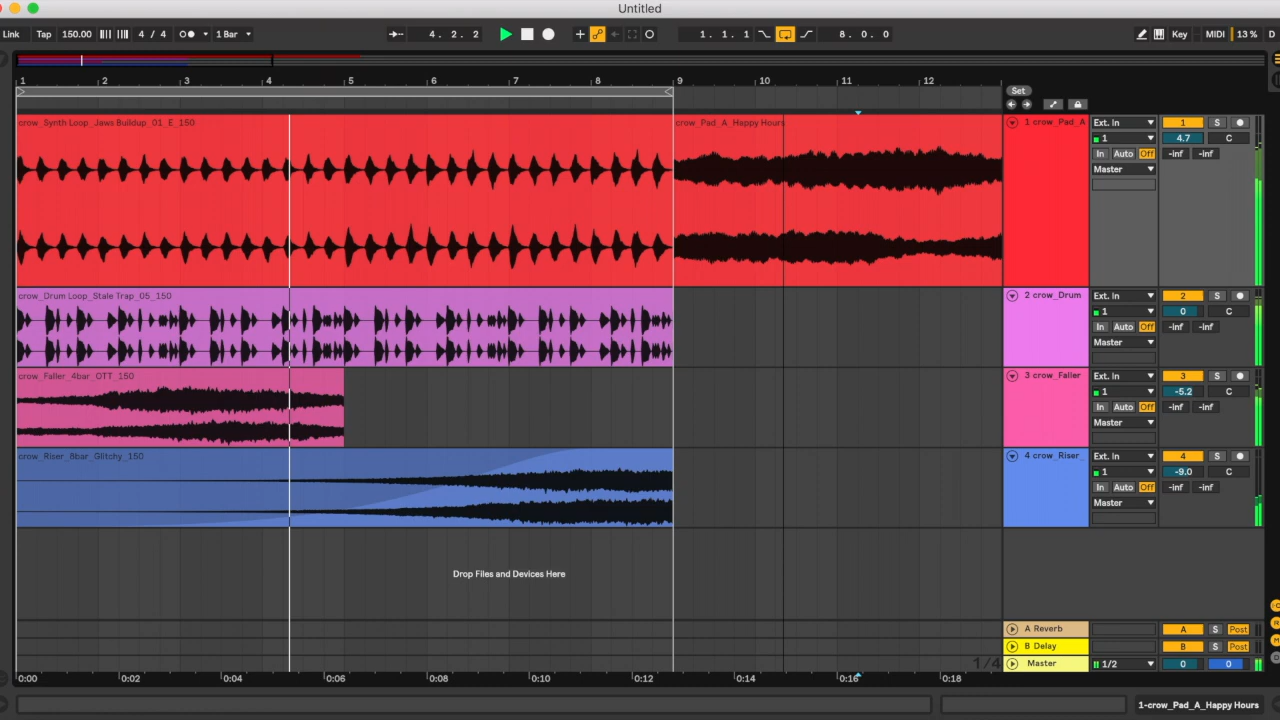 Untitled
Link Tap 150.00 4 / 4 1 Bar 4. 2. 2 1. 1. 1 8. 0. 0 Key MIDI 13 % D
1 2 3 4 5 6 7 8 9 10 11 12 Set
crow_Synth Loop_Jaws Buildup_01_E_150 crow_Pad_A_Happy Hours 1 crow_Pad_A Ext. In 1 S
1 4.7 C
In Auto Off -inf -inf
Master
crow_Drum Loop_Stale Trap_05_150 2 crow_Drum Ext. In 2 S
1 0 C
In Auto Off -inf -inf
Master
crow_Faller_4bar_OTT_150 3 crow_Faller Ext. In 3 S
1 -5.2 C
In Auto Off -inf -inf
Master
crow_Riser_8bar_Glitchy_150 4 crow_Riser_ Ext. In 4 S
1 -9.0 C
In Auto Off -inf -inf
Master
Drop Files and Devices Here
A Reverb A S Post
B Delay B S Post
1/4 Master 1/2 0 0
0:00 0:02 0:04 0:06 0:08 0:10 0:12 0:14 0:16 0:18
1-crow_Pad_A_Happy Hours